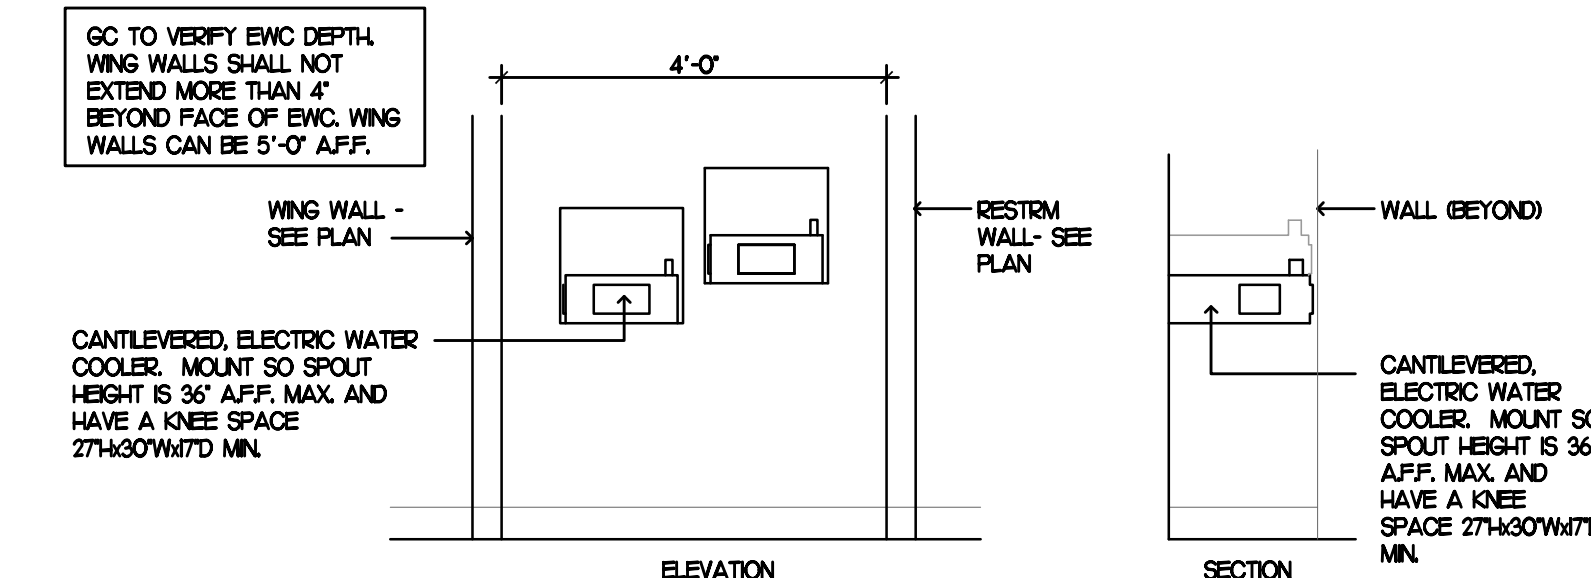 GC TO VERIFY EWC DEPTH.
WING WALLS SHALL NOT
EXTEND MORE THAN 4"
BEYOND FACE OF EWC. WING
WALLS CAN BE 5'-0" A.F.F.
4'-0"
WING WALL -
SEE PLAN
RESTRM
WALL- SEE
PLAN
WALL (BEYOND)
CANTILEVERED, ELECTRIC WATER
COOLER. MOUNT SO SPOUT
HEIGHT IS 36" A.F.F. MAX. AND
HAVE A KNEE SPACE
27"Hx30"Wx17"D MIN.
CANTILEVERED,
ELECTRIC WATER
COOLER. MOUNT SO
SPOUT HEIGHT IS 36
A.F.F. MAX. AND
HAVE A KNEE
SPACE 27"Hx30"Wx17"
MIN.
ELEVATION
SECTION